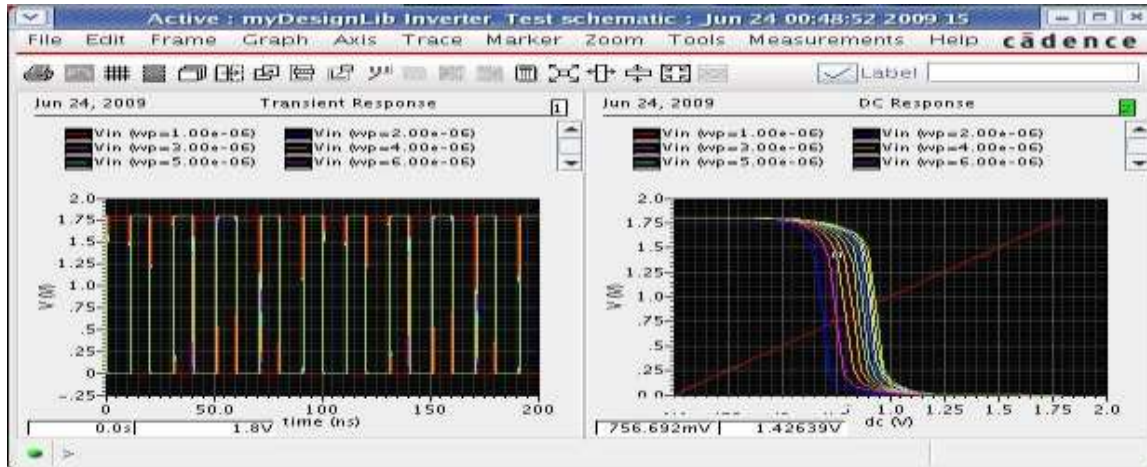 Active : myDesignLib Inverter_Test schematic : Jun 24 00:48:52 2009 15
File Edit Frame Graph Axis Trace Marker Zoom Tools Measurements Help cādence
Label
Jun 24, 2009 Transient Response 1
Vin (wp=1.00e-06) Vin (wp=2.00e-06)
Vin (wp=3.00e-06) Vin (wp=4.00e-06)
Vin (wp=5.00e-06) Vin (wp=6.00e-06)
2.0
1.75
1.5
1.25
1.0
.75
.5
.25
0
-.25
V (V)
0 50.0 100 150 200
time (ns)
0.0s 1.8V
Jun 24, 2009 DC Response 2
Vin (wp=1.00e-06) Vin (wp=2.00e-06)
Vin (wp=3.00e-06) Vin (wp=4.00e-06)
Vin (wp=5.00e-06) Vin (wp=6.00e-06)
2.0
1.75
1.5
1.25
1.0
.75
.5
.25
0.0
V (V)
1.0 1.25 1.5 1.75 2.0
dc (V)
756.692mV 1.42639V
>